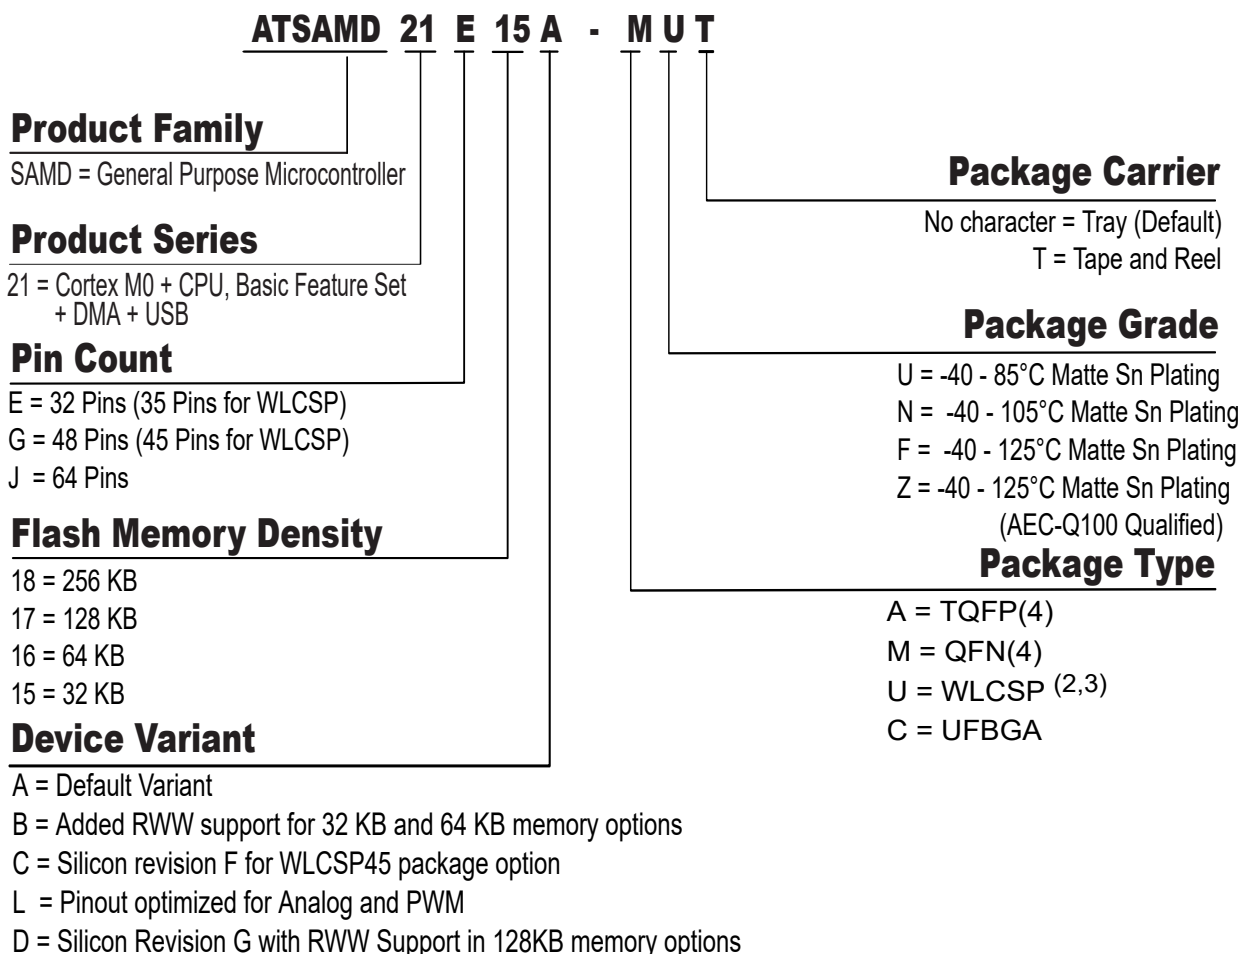 ATSAMD 21 E 15 A - M U T
Product Family
SAMD = General Purpose Microcontroller
Product Series
21 = Cortex M0 + CPU, Basic Feature Set
+ DMA + USB
Pin Count
E = 32 Pins (35 Pins for WLCSP)
G = 48 Pins (45 Pins for WLCSP)
J = 64 Pins
Flash Memory Density
18 = 256 KB
17 = 128 KB
16 = 64 KB
15 = 32 KB
Device Variant
A = Default Variant
B = Added RWW support for 32 KB and 64 KB memory options
C = Silicon revision F for WLCSP45 package option
L = Pinout optimized for Analog and PWM
D = Silicon Revision G with RWW Support in 128KB memory options
Package Carrier
No character = Tray (Default)
T = Tape and Reel
Package Grade
U = -40 - 85°C Matte Sn Plating
N = -40 - 105°C Matte Sn Plating
F = -40 - 125°C Matte Sn Plating
Z = -40 - 125°C Matte Sn Plating
(AEC-Q100 Qualified)
Package Type
A = TQFP(4)
M = QFN(4)
U = WLCSP (2,3)
C = UFBGA